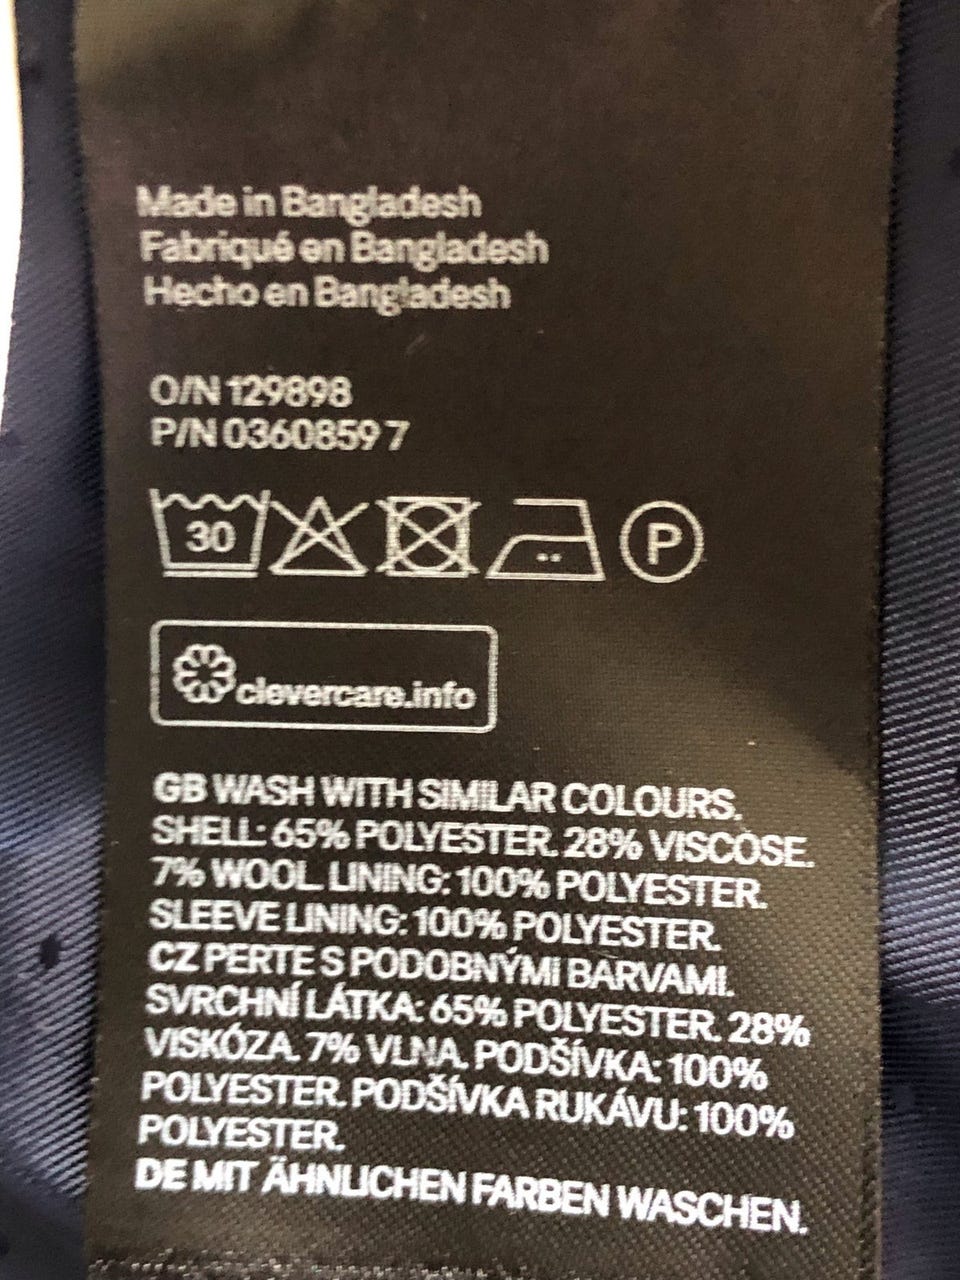 Made in Bangladesh
Fabriqué en Bangladesh
Hecho en Bangladesh
O/N 129898
P/N 0360859 7
30
P
clevercare.info
GB WASH WITH SIMILAR COLOURS.
SHELL: 65% POLYESTER. 28% VISCOSE.
7% WOOL. LINING: 100% POLYESTER.
SLEEVE LINING: 100% POLYESTER.
CZ PERTE S PODOBNÝMI BARVAMI.
SVRCHNÍ LÁTKA: 65% POLYESTER. 28%
VISKÓZA. 7% VLNA. PODŠÍVKA: 100%
POLYESTER. PODŠÍVKA RUKÁVU: 100%
POLYESTER.
DE MIT ÄHNLICHEN FARBEN WASCHEN.